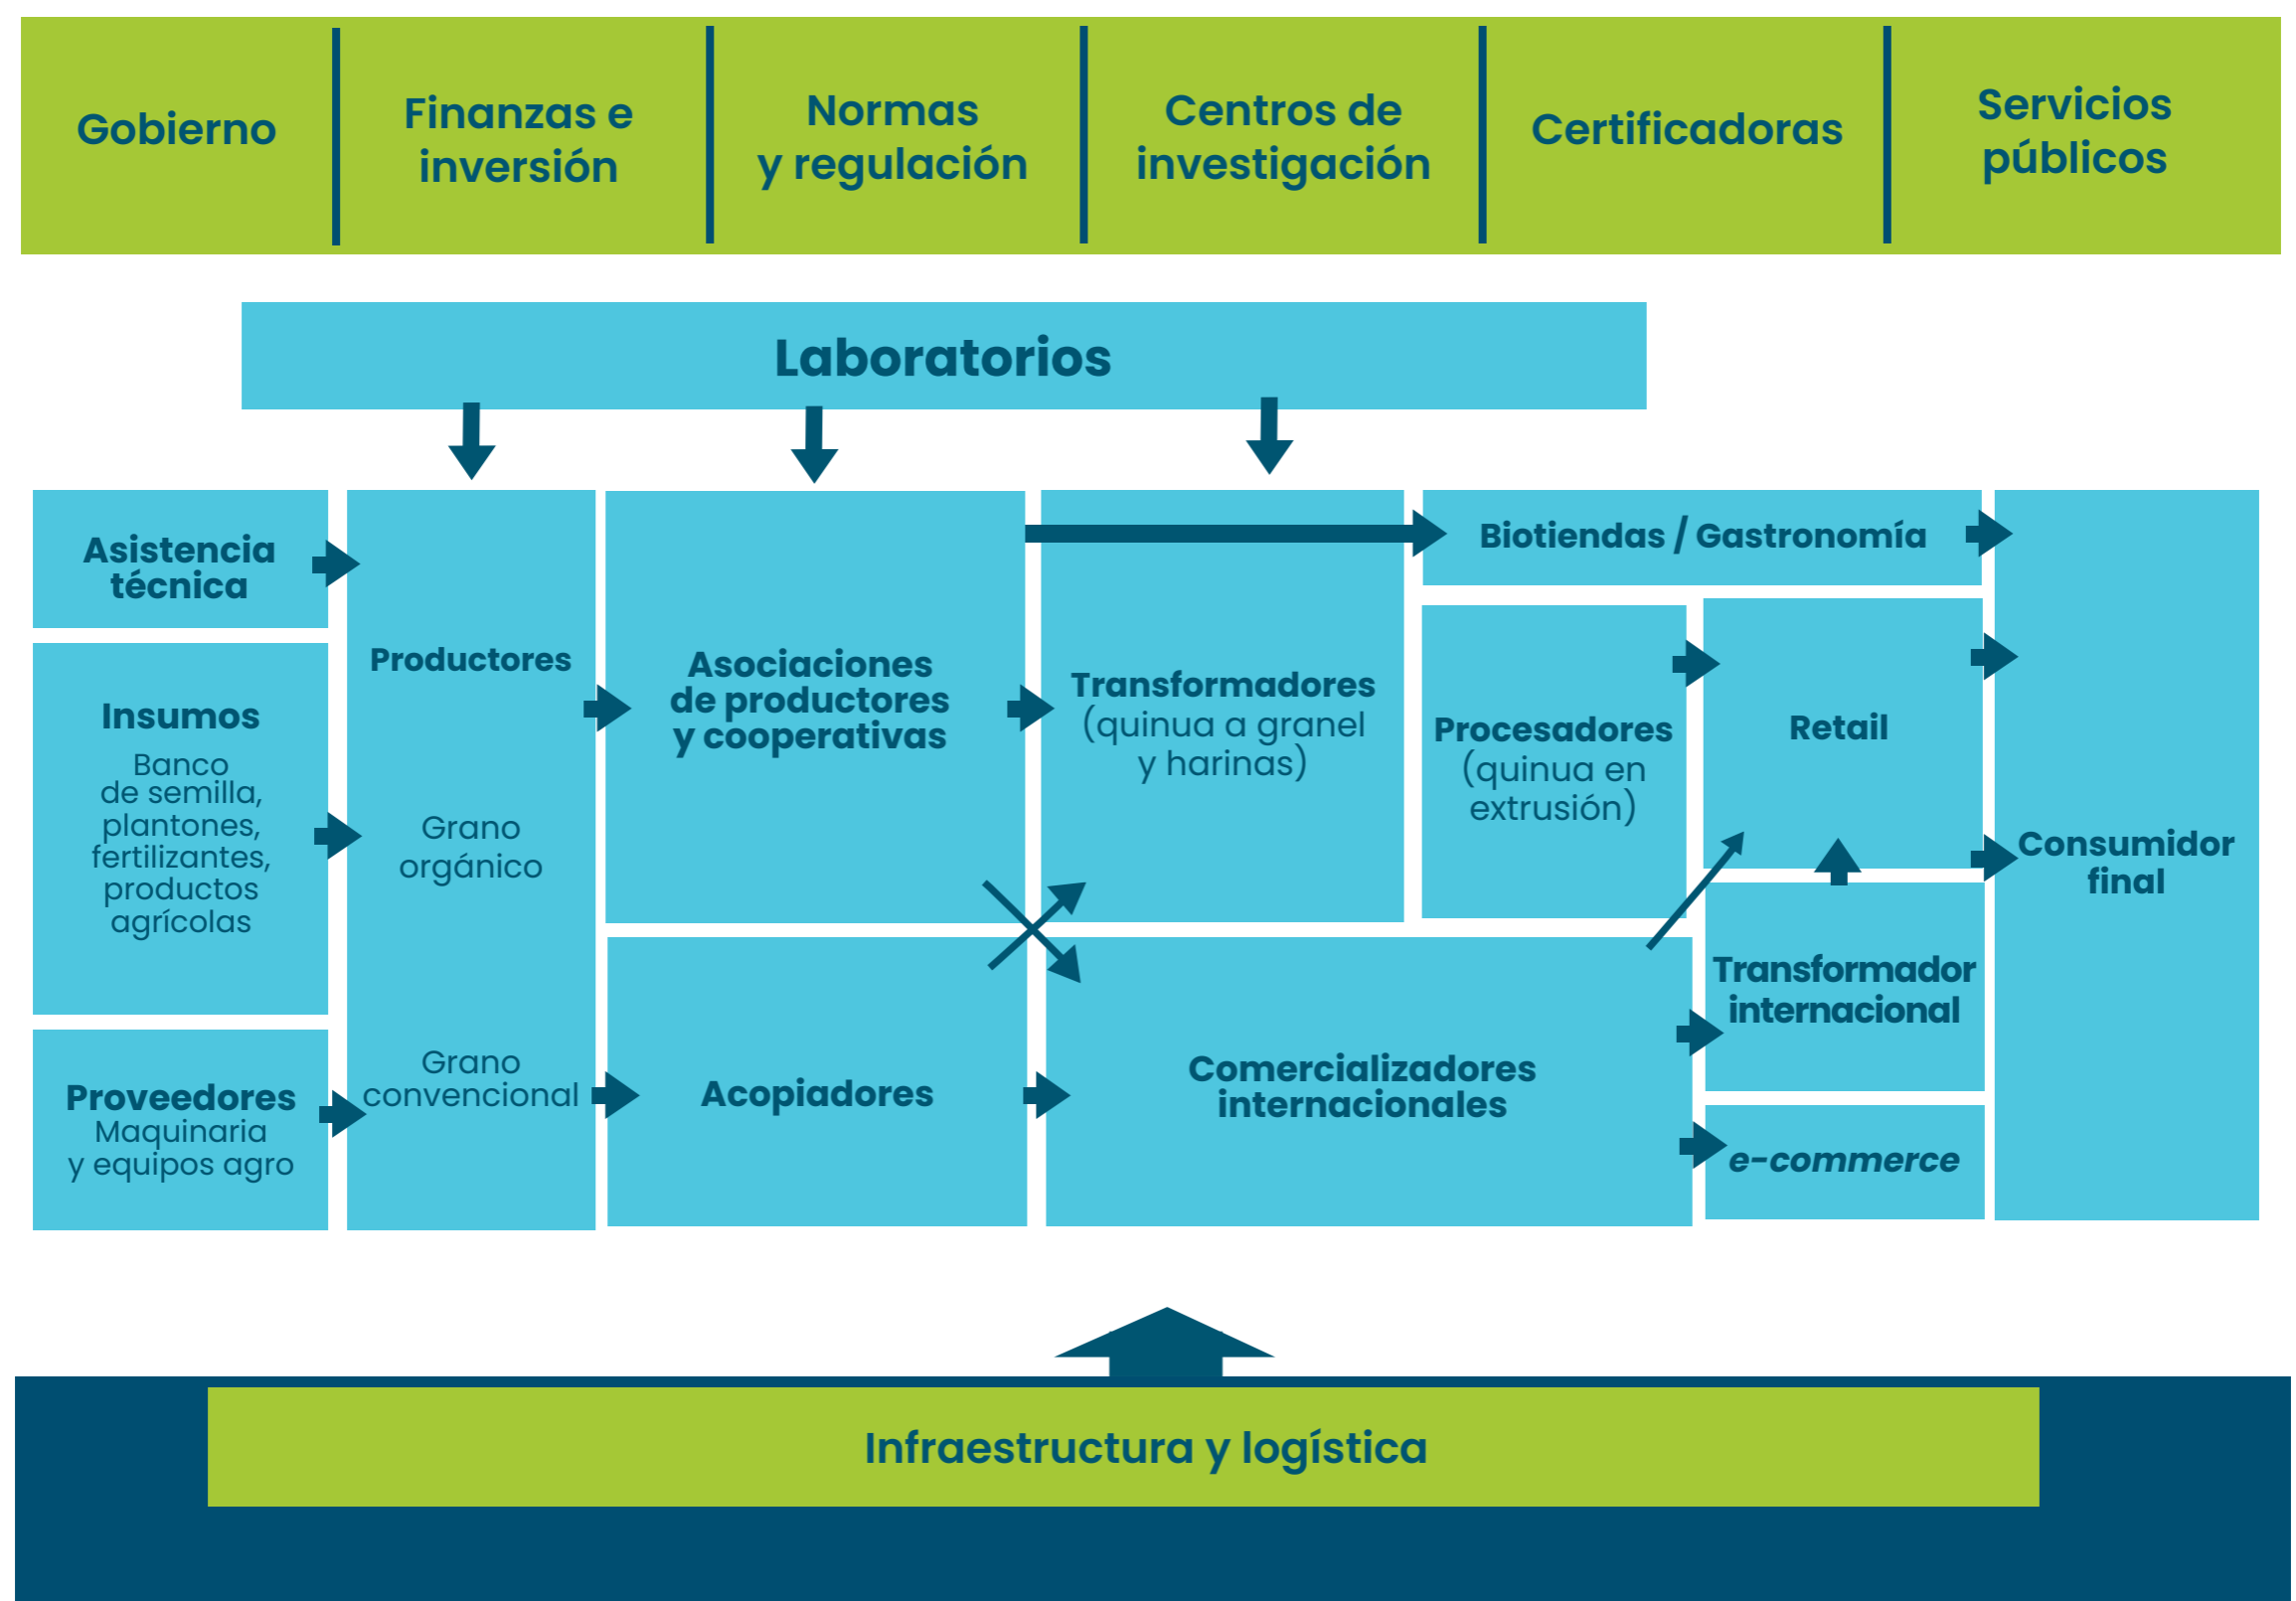 Gobierno
Finanzas e
inversión
Normas
y regulación
Centros de
investigación
Certificadoras
Servicios
públicos
Laboratorios
Asistencia
técnica
Insumos
Banco
de semilla,
plantones,
fertilizantes,
productos
agrícolas
Proveedores
Maquinaria
y equipos agro
Productores
Grano
orgánico
Grano
convencional
Asociaciones
de productores
y cooperativas
Acopiadores
Transformadores
(quinua a granel
y harinas)
Comercializadores
internacionales
Biotiendas / Gastronomía
Procesadores
(quinua en
extrusión)
Retail
Transformador
internacional
e-commerce
Consumidor
final
Infraestructura y logística